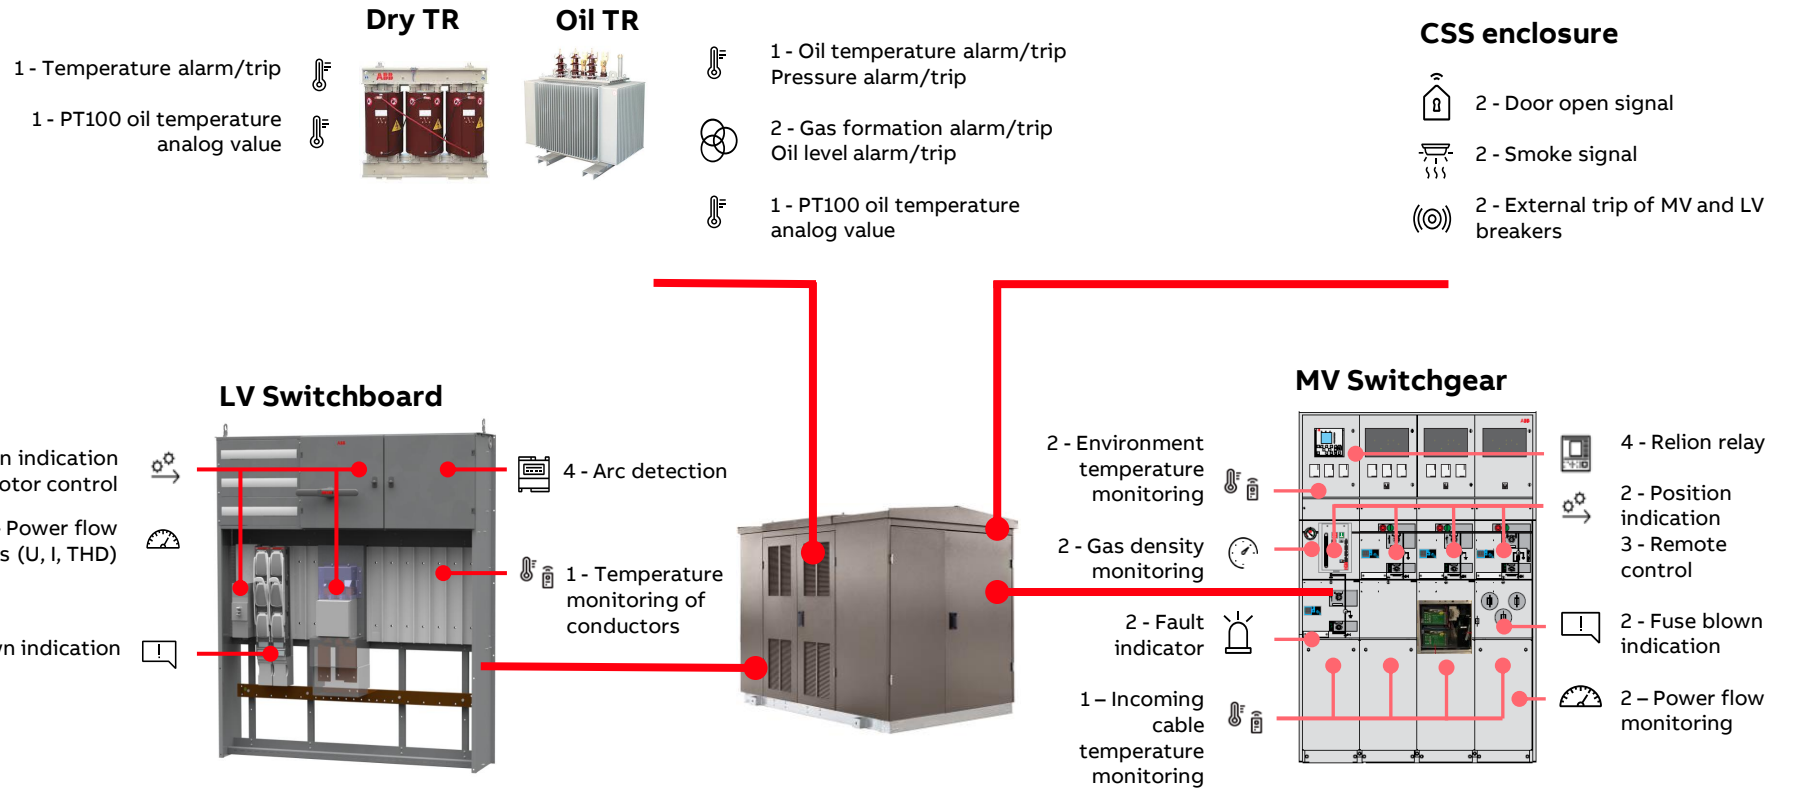 Dry TR
Oil TR
CSS enclosure
1 - Temperature alarm/trip
1 - PT100 oil temperature
analog value
ABB
1 - Oil temperature alarm/trip
Pressure alarm/trip
2 - Gas formation alarm/trip
Oil level alarm/trip
1 - PT100 oil temperature
analog value
2 - Door open signal
2 - Smoke signal
2 - External trip of MV and LV
breakers
LV Switchboard
n indication
otor control
Power flow
s (U, I, THD)
vn indication
ABB
4 - Arc detection
1 - Temperature
monitoring of
conductors
MV Switchgear
2 - Environment
temperature
monitoring
2 - Gas density
monitoring
2 - Fault
indicator
1 – Incoming
cable
temperature
monitoring
ABB
4 - Relion relay
2 - Position
indication
3 - Remote
control
2 - Fuse blown
indication
2 – Power flow
monitoring